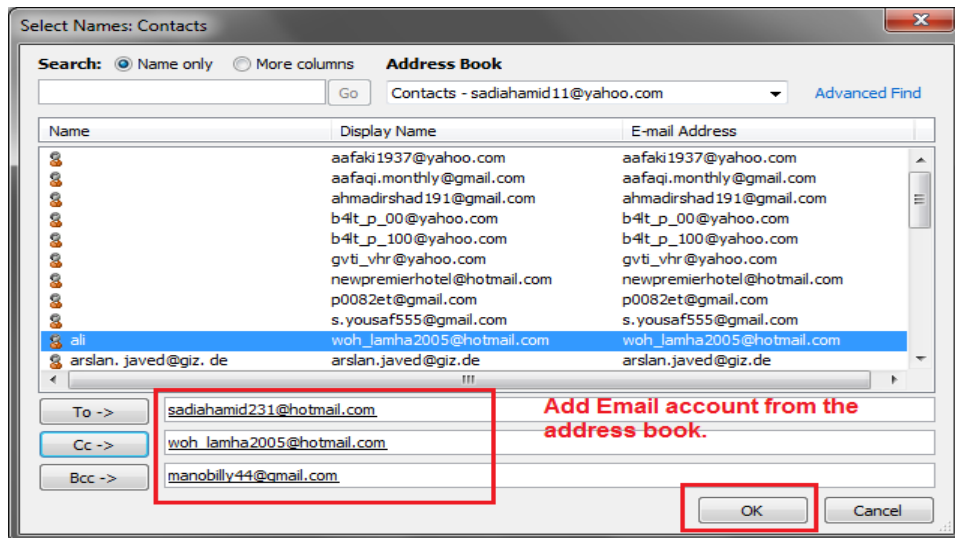 Select Names: Contacts
Search: Name only More columns Address Book
Go Contacts - sadiahamid11@yahoo.com Advanced Find
Name Display Name E-mail Address
aafaki1937@yahoo.com aafaki1937@yahoo.com
aafaqi.monthly@gmail.com aafaqi.monthly@gmail.com
ahmadirshad191@gmail.com ahmadirshad191@gmail.com
b4lt_p_00@yahoo.com b4lt_p_00@yahoo.com
b4lt_p_100@yahoo.com b4lt_p_100@yahoo.com
gvti_vhr@yahoo.com gvti_vhr@yahoo.com
newpremierhotel@hotmail.com newpremierhotel@hotmail.com
p0082et@gmail.com p0082et@gmail.com
s.yousaf555@gmail.com s.yousaf555@gmail.com
ali woh_lamha2005@hotmail.com woh_lamha2005@hotmail.com
arslan. javed@giz. de arslan.javed@giz.de arslan.javed@giz.de
To -> sadiahamid231@hotmail.com Add Email account from the
address book.
Cc -> woh_lamha2005@hotmail.com
Bcc -> manobilly44@gmail.com
OK Cancel